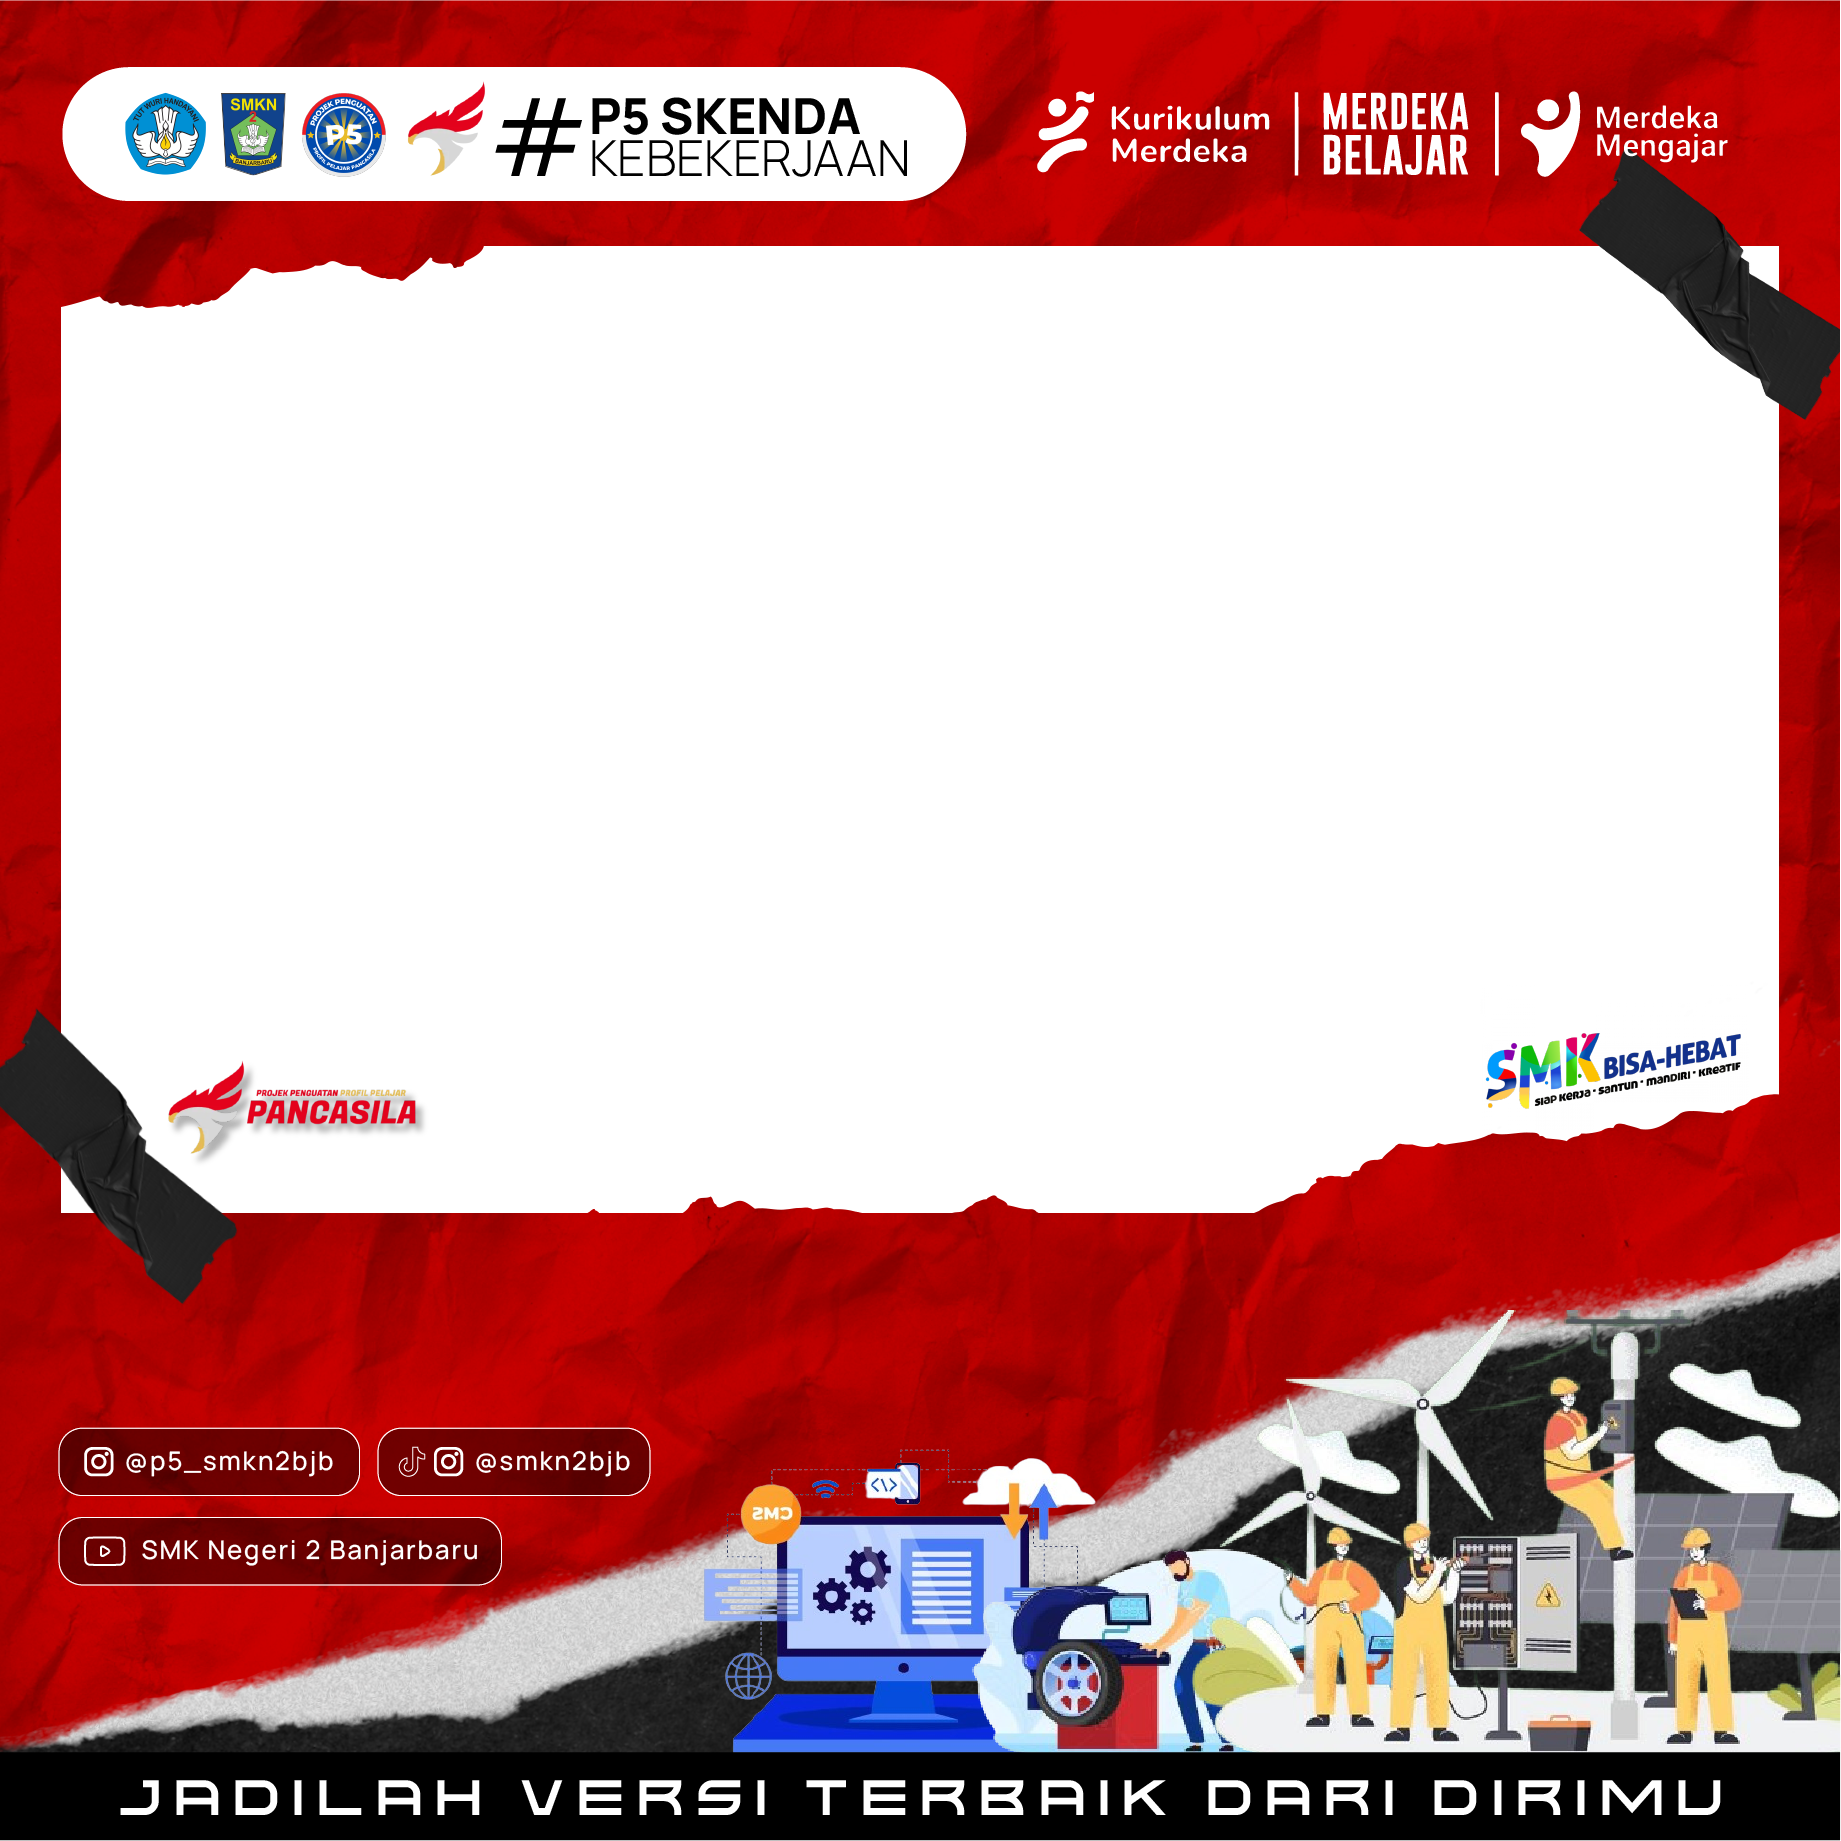 TUT WURI HANDAYANI
SMKN
2
BANJARBARU
PROJEK PENGUATAN
P5
PROFIL PELAJAR PANCASILA
#P5 SKENDA
KEBEKERJAAN
Kurikulum
Merdeka
MERDEKA
BELAJAR
Merdeka
Mengajar
PROJEK PENGUATAN PROFIL PELAJAR
PANCASILA
SMK BISA-HEBAT
SIAP KERJA • SANTUN • MANDIRI • KREATIF
@p5_smkn2bjb
@smkn2bjb
SMK Negeri 2 Banjarbaru
CMS
<\>
JADILAH VERSI TERBAIK DARI DIRIMU